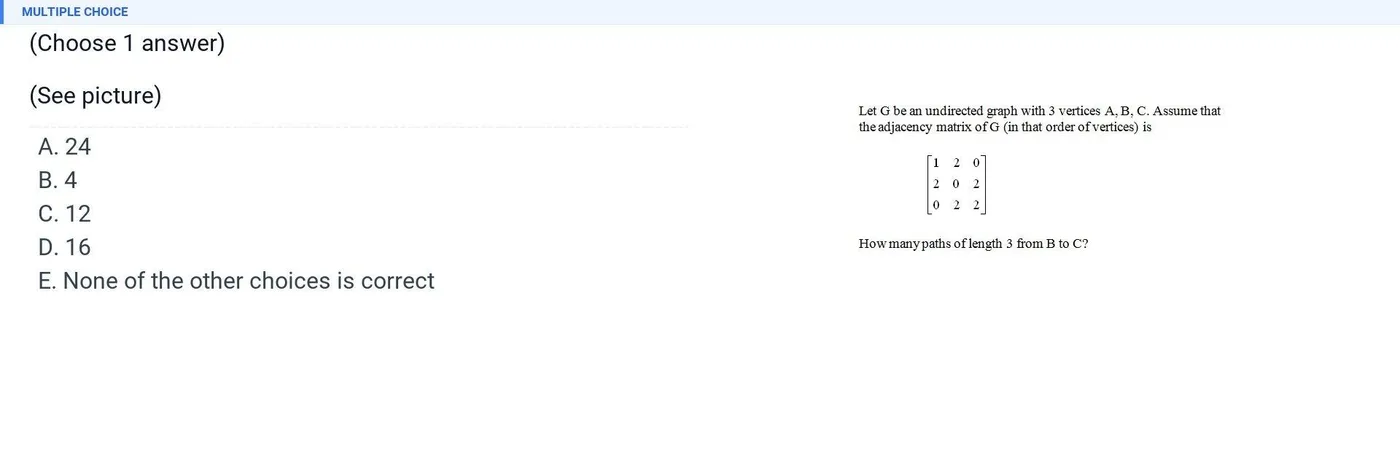 MULTIPLE CHOICE
(Choose 1 answer)
(See picture)
A. 24
B. 4
C. 12
D. 16
E. None of the other choices is correct
Let G be an undirected graph with 3 vertices A, B, C. Assume that
the adjacency matrix of G (in that order of vertices) is
1 2 0
2 0 2
0 2 2
How many paths of length 3 from B to C?